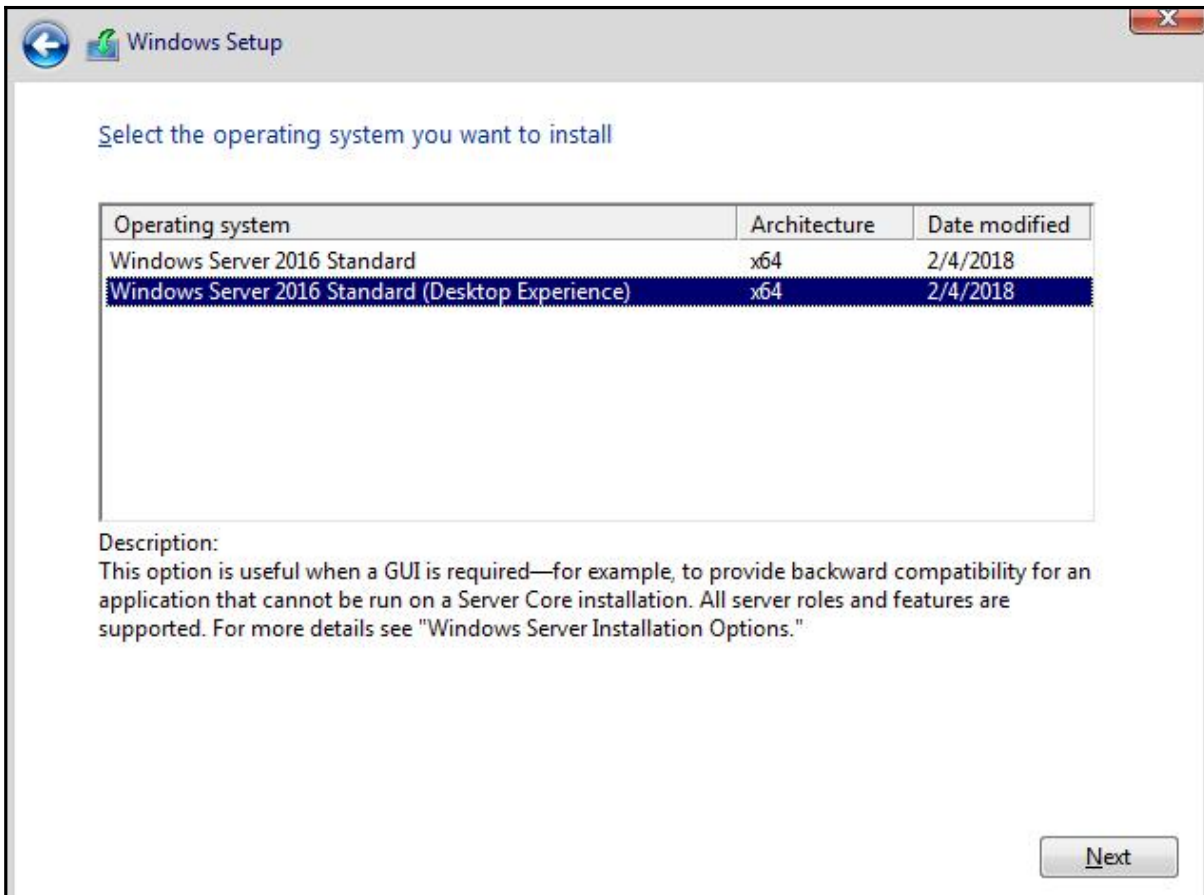 Windows Setup
Select the operating system you want to install
Operating system Architecture Date modified
Windows Server 2016 Standard x64 2/4/2018
Windows Server 2016 Standard (Desktop Experience) x64 2/4/2018
Description:
This option is useful when a GUI is required—for example, to provide backward compatibility for an
application that cannot be run on a Server Core installation. All server roles and features are
supported. For more details see "Windows Server Installation Options."
Next